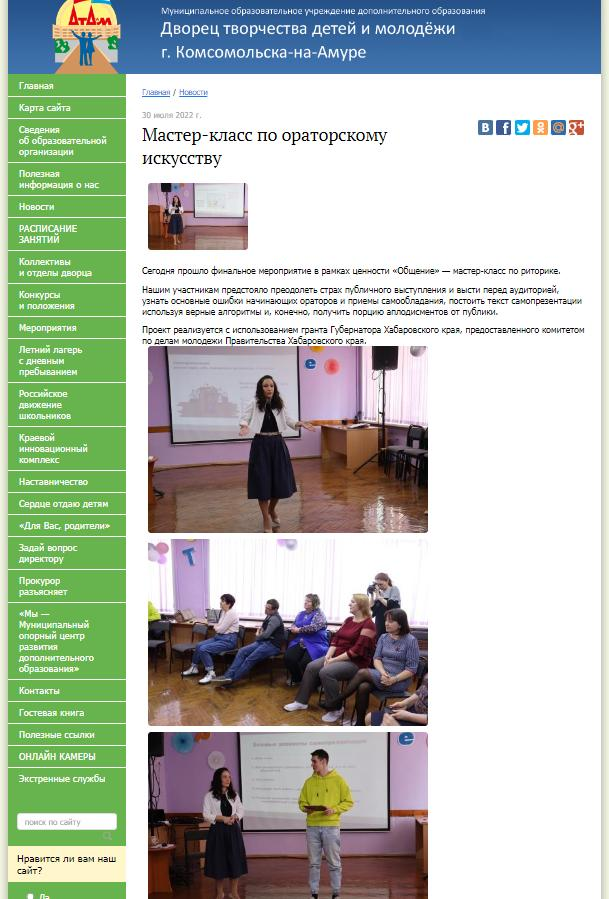 ДТДМ
Муниципальное образовательное учреждение дополнительного образования
Дворец творчества детей и молодёжи
г. Комсомольска-на-Амуре
Главная
Карта сайта
Сведения
об образовательной
организации
Полезная
информация о нас
Новости
РАСПИСАНИЕ
ЗАНЯТИЙ
Коллективы
и отделы дворца
Конкурсы
и положения
Мероприятия
Летний лагерь
с дневным
пребыванием
Российское
движение
школьников
Краевой
инновационный
комплекс
Наставничество
Сердце отдаю детям
«Для Вас, родители»
Задай вопрос
директору
Прокурор
разъясняет
«Мы —
Муниципальный
опорный центр
развития
дополнительного
образования»
Контакты
Гостевая книга
Полезные ссылки
ОНЛАЙН КАМЕРЫ
Экстренные службы
поиск по сайту
Нравится ли вам наш
сайт?
Да
Главная / Новости
30 июля 2022 г.
Мастер-класс по ораторскому
искусству
Сегодня прошло финальное мероприятие в рамках ценности «Общение» — мастер-класс по риторике.
Нашим участникам предстояло преодолеть страх публичного выступления и высти перед аудиторией,
узнать основные ошибки начинающих ораторов и приемы самообладания, постоить текст самопрезентации
используя верные алгоритмы и, конечно, получить порцию аплодисментов от публики.
Проект реализуется с использованием гранта Губернатора Хабаровского края, предоставленного комитетом
по делам молодежи Правительства Хабаровского края.